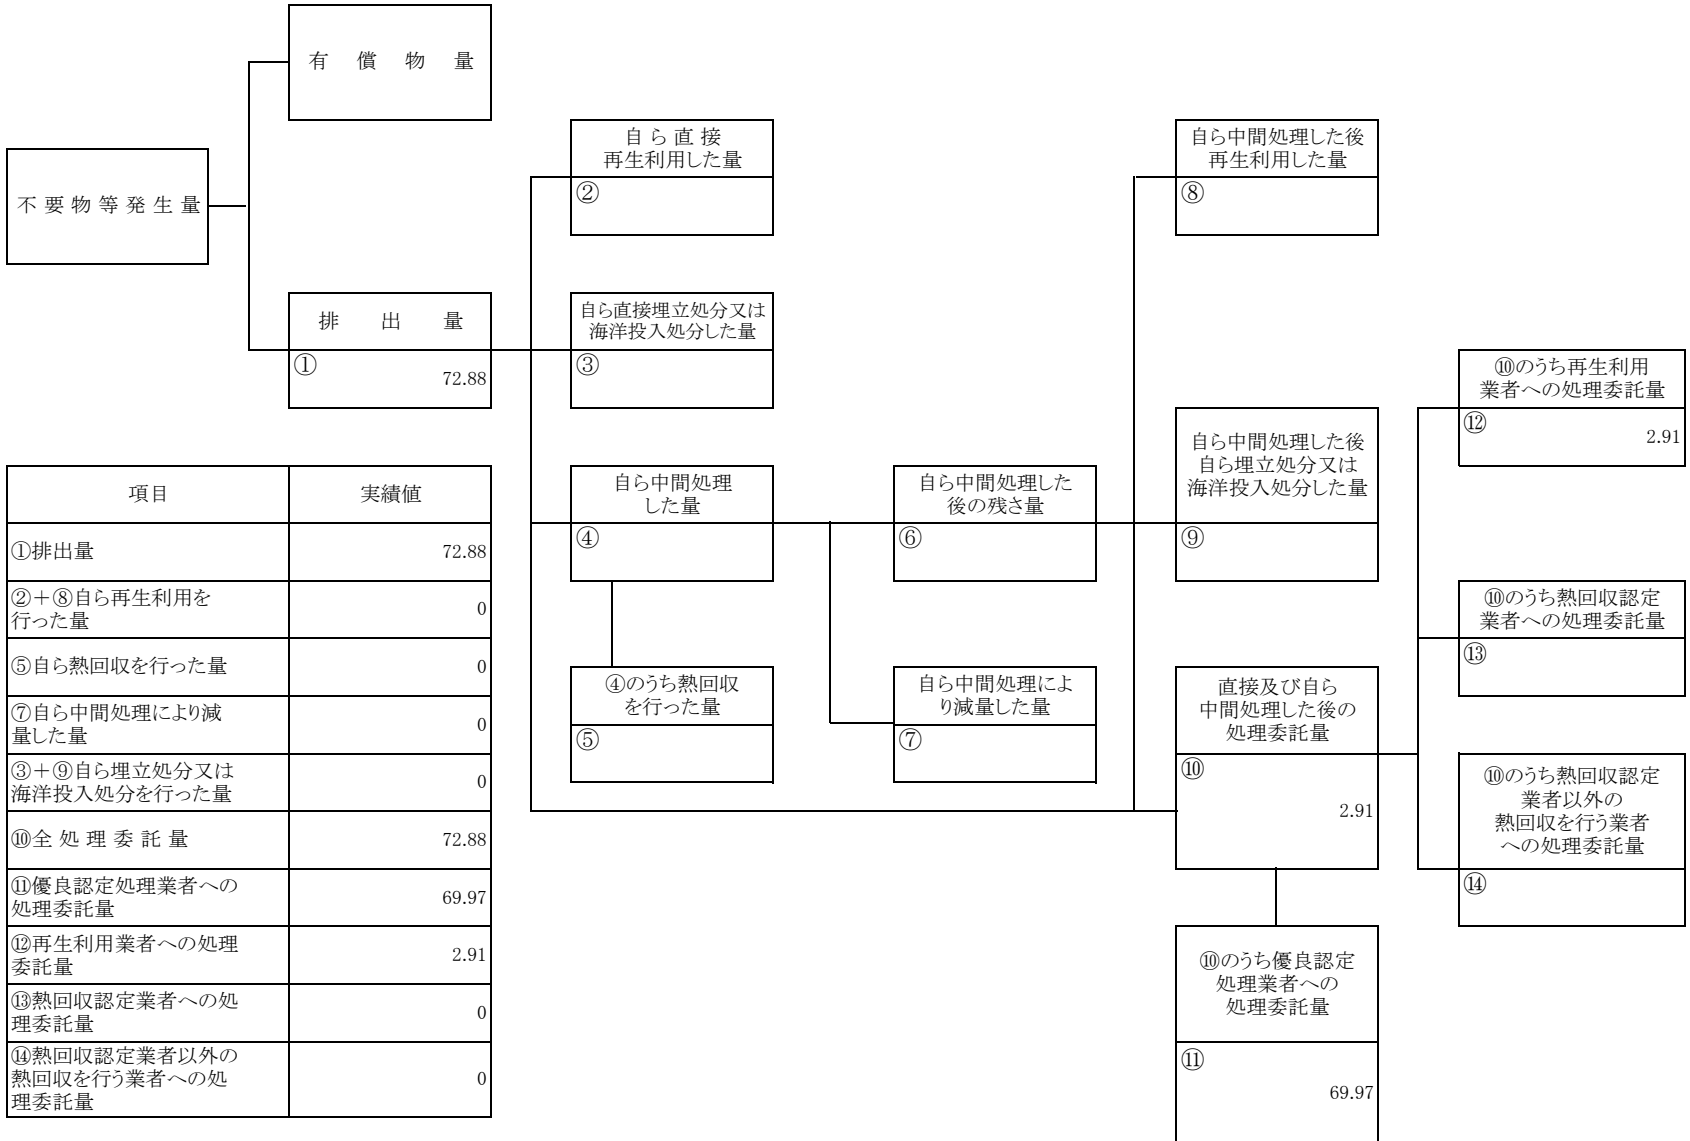 有 償 物 量
不 要 物 等 発 生 量
排 出 量
①
72.88
自 ら 直 接
再生利用した量
②
自ら直接埋立処分又は
海洋投入処分した量
③
自ら中間処理
した量
④
④のうち熱回収
を行った量
⑤
自ら中間処理した
後の残さ量
⑥
自ら中間処理によ
り減量した量
⑦
自ら中間処理した後
再生利用した量
⑧
自ら中間処理した後
自ら埋立処分又は
海洋投入処分した量
⑨
直接及び自ら
中間処理した後の
処理委託量
⑩
2.91
⑩のうち優良認定
処理業者への
処理委託量
⑪
69.97
⑩のうち再生利用
業者への処理委託量
⑫
2.91
⑩のうち熱回収認定
業者への処理委託量
⑬
⑩のうち熱回収認定
業者以外の
熱回収を行う業者
への処理委託量
⑭
項目 実績値
①排出量 72.88
②＋⑧自ら再生利用を
行った量 0
⑤自ら熱回収を行った量 0
⑦自ら中間処理により減
量した量 0
③＋⑨自ら埋立処分又は
海洋投入処分を行った量 0
⑩全 処 理 委 託 量 72.88
⑪優良認定処理業者への
処理委託量 69.97
⑫再生利用業者への処理
委託量 2.91
⑬熱回収認定業者への処
理委託量 0
⑭熱回収認定業者以外の
熱回収を行う業者への処
理委託量 0